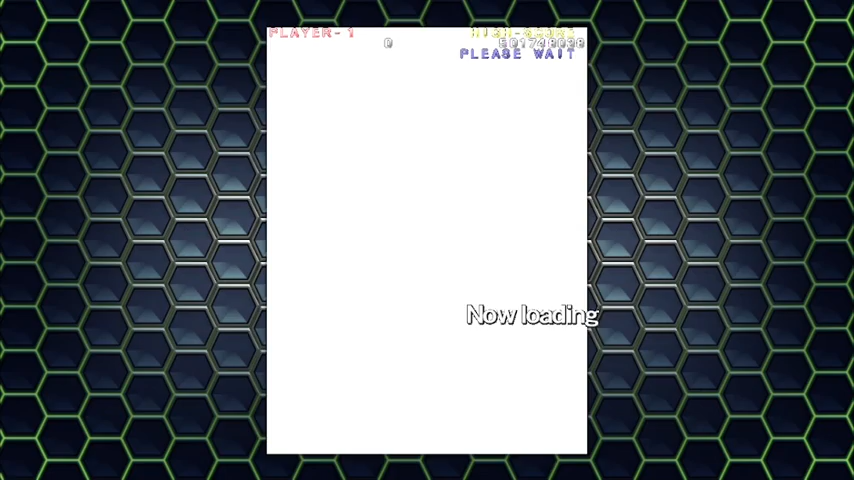 PLAYER-1
HIGH-SCORE
0
PLEASE WAIT
Now loading